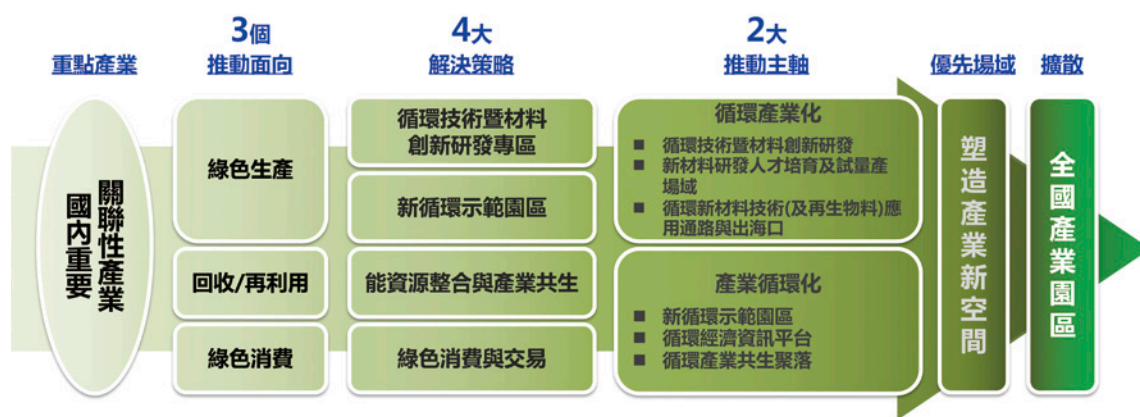 重點產業
3個
推動面向
4大
解決策略
2大
推動主軸
優先場域
擴散
國內重要
關聯性產業
綠色生產
回收/再利用
綠色消費
循環技術暨材料
創新研發專區
新循環示範園區
能資源整合與產業共生
綠色消費與交易
循環產業化
■ 循環技術暨材料創新研發
■ 新材料研發人才培育及試量產
場域
■ 循環新材料技術(及再生物料)應
用通路與出海口
產業循環化
■ 新循環示範園區
■ 循環經濟資訊平台
■ 循環產業共生聚落
塑造產業新空間
全國產業園區